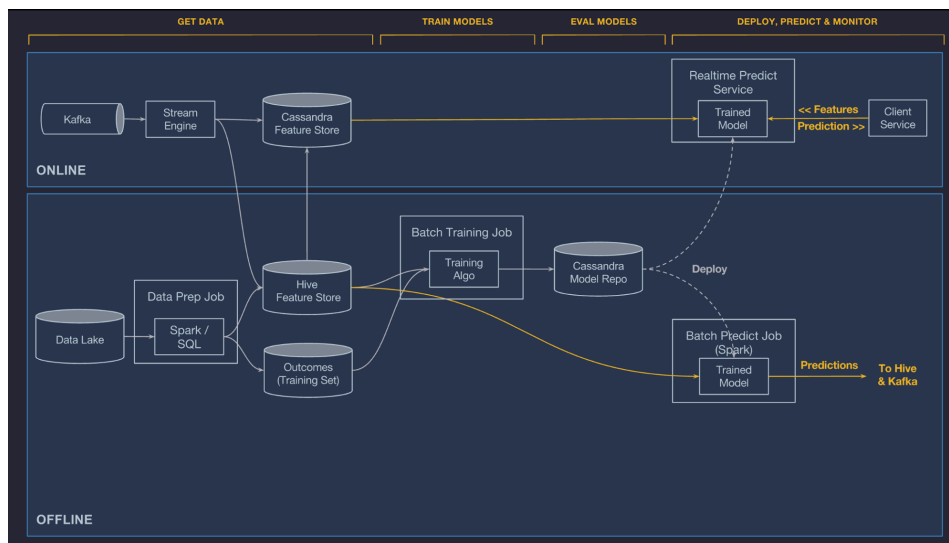 GET DATA
TRAIN MODELS
EVAL MODELS
DEPLOY, PREDICT & MONITOR
Kafka
Stream
Engine
Cassandra
Feature Store
Realtime Predict
Service
Trained
Model
<< Features
Prediction >>
Client
Service
ONLINE
Data Lake
Data Prep Job
Spark /
SQL
Hive
Feature Store
Outcomes
(Training Set)
Batch Training Job
Training
Algo
Cassandra
Model Repo
Deploy
Batch Predict Job
(Spark)
Trained
Model
Predictions
To Hive
& Kafka
OFFLINE